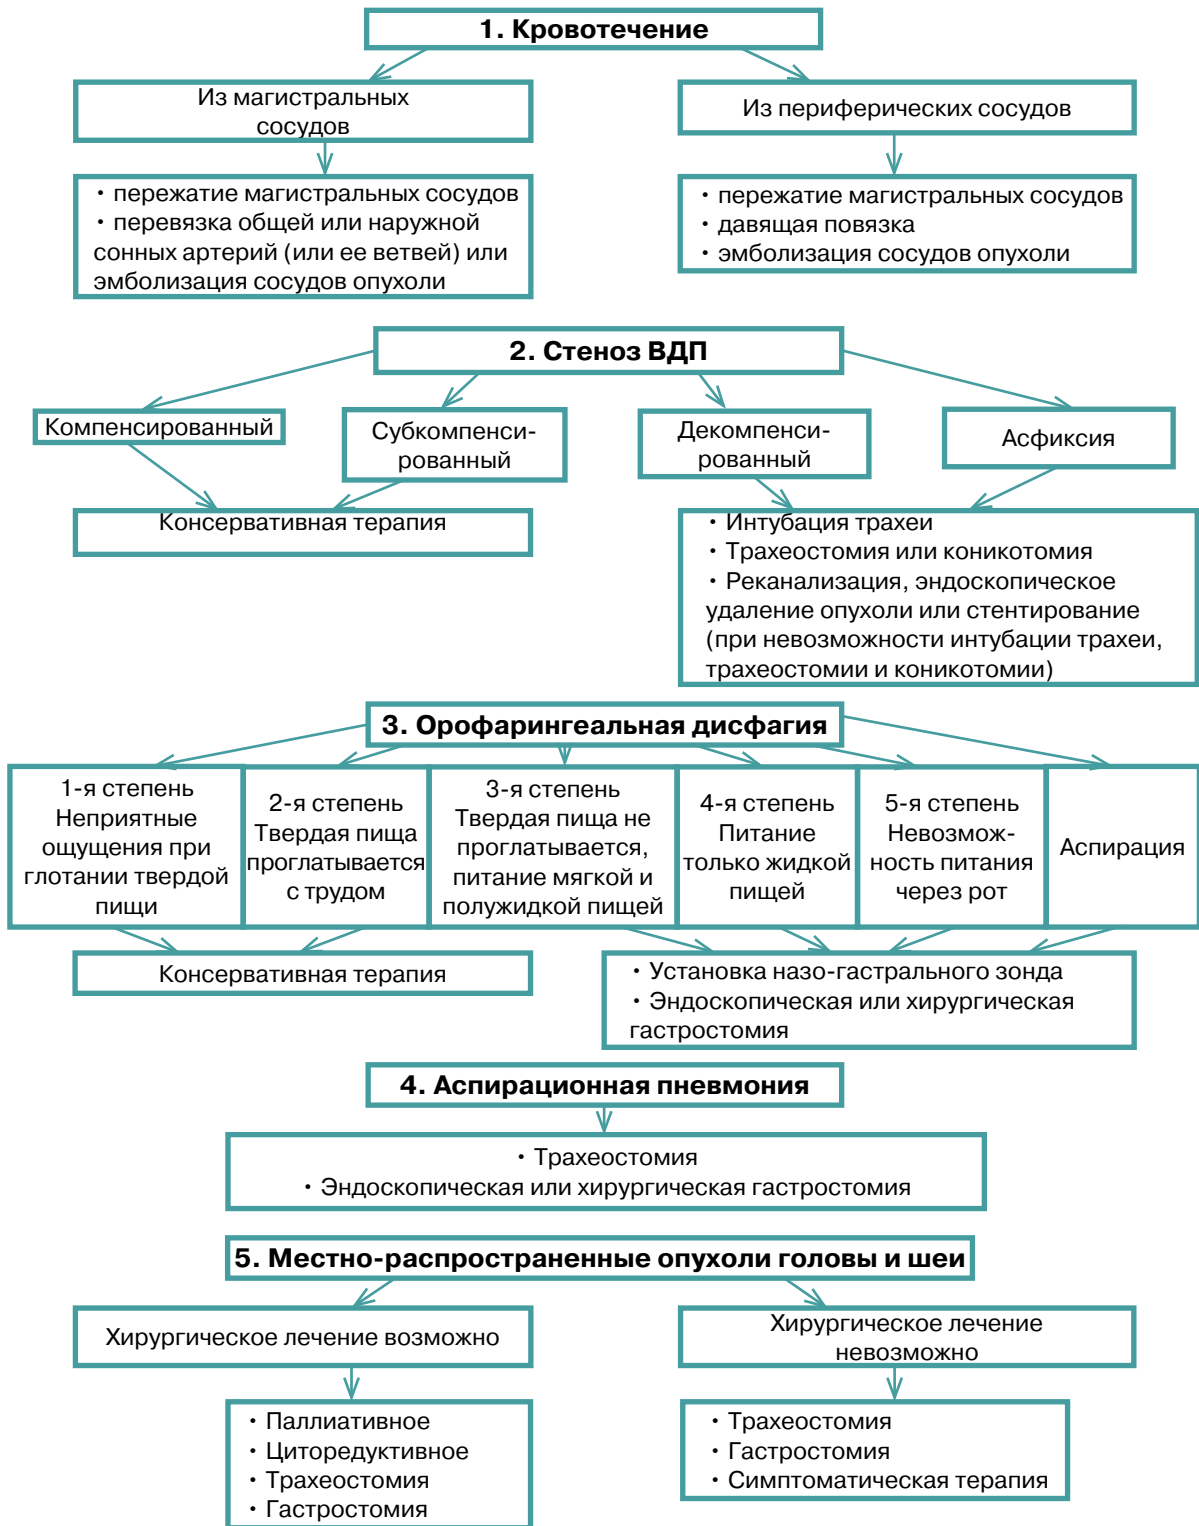 1. Кровотечение
Из магистральных
сосудов
Из периферических сосудов
• пережатие магистральных сосудов
• перевязка общей или наружной
сонных артерий (или ее ветвей) или
эмболизация сосудов опухоли
• пережатие магистральных сосудов
• давящая повязка
• эмболизация сосудов опухоли
2. Стеноз ВДП
Компенсированный
Субкомпенси-
рованный
Декомпенси-
рованный
Асфиксия
Консервативная терапия
• Интубация трахеи
• Трахеостомия или коникотомия
• Реканализация, эндоскопическое
удаление опухоли или стентирование
(при невозможности интубации трахеи,
трахеостомии и коникотомии)
3. Орофарингеальная дисфагия
1-я степень
Неприятные
ощущения при
глотании твердой
пищи
2-я степень
Твердая пища
проглатывается
с трудом
3-я степень
Твердая пища не
проглатывается,
питание мягкой и
полужидкой пищей
4-я степень
Питание
только жидкой
пищей
5-я степень
Невозмож-
ность питания
через рот
Аспирация
Консервативная терапия
• Установка назо-гастрального зонда
• Эндоскопическая или хирургическая
гастростомия
4. Аспирационная пневмония
• Трахеостомия
• Эндоскопическая или хирургическая гастростомия
5. Местно-распространенные опухоли головы и шеи
Хирургическое лечение возможно
Хирургическое лечение
невозможно
• Паллиативное
• Циторедуктивное
• Трахеостомия
• Гастростомия
• Трахеостомия
• Гастростомия
• Симптоматическая терапия